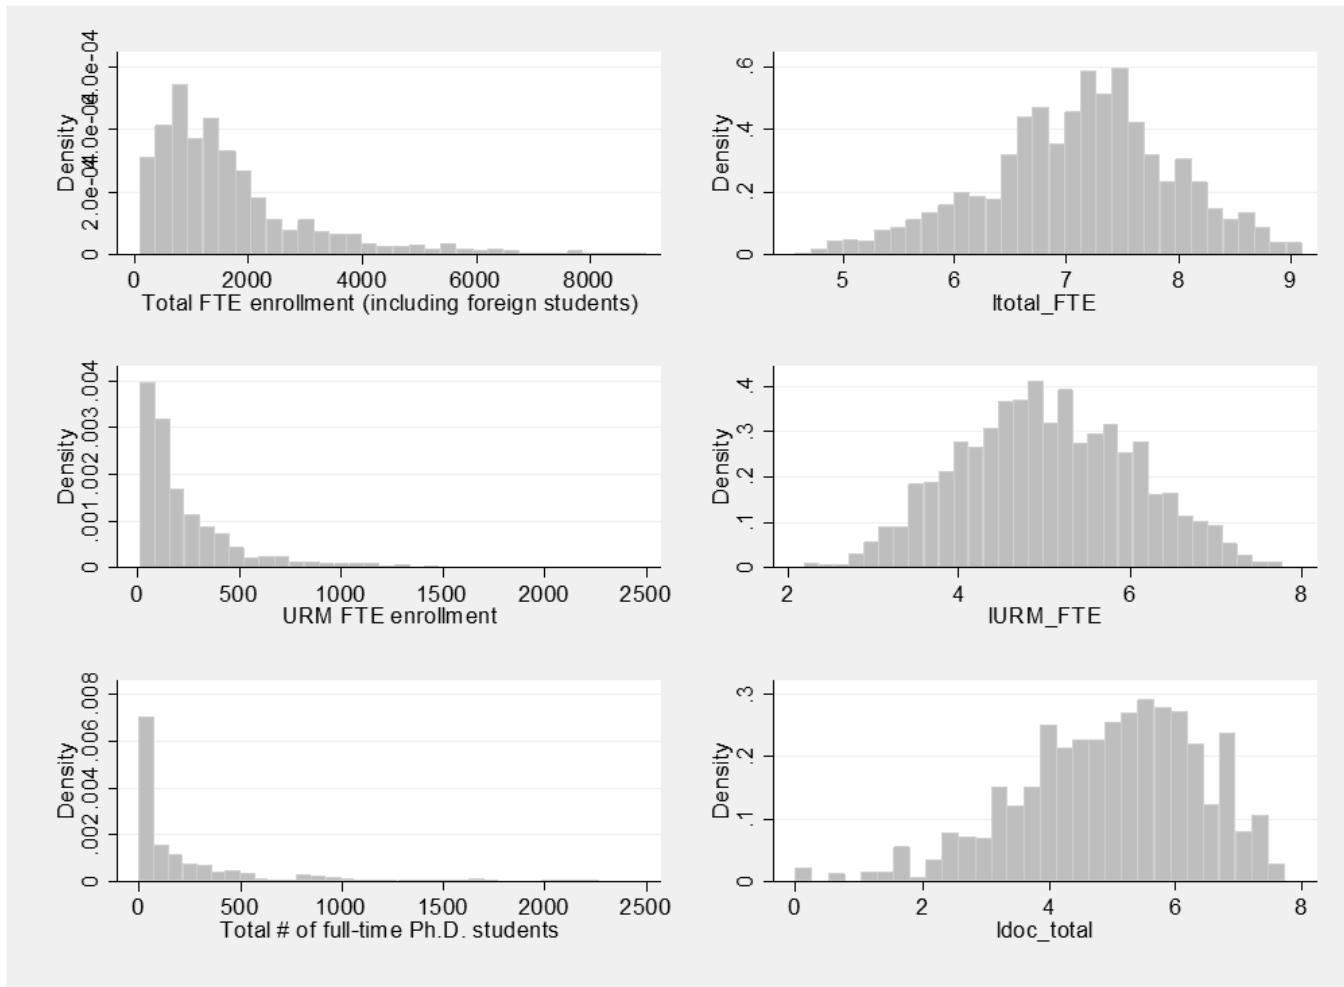 Density
0 2.0e-04 4.0e-04 6.0e-04
0 2000 4000 6000 8000
Total FTE enrollment (including foreign students)
Density
0 .2 .4 .6
5 6 7 8 9
ltotal_FTE
Density
0 .001 .002 .003 .004
0 500 1000 1500 2000 2500
URM FTE enrollment
Density
0 .1 .2 .3 .4
2 4 6 8
lURM_FTE
Density
0 .002 .004 .006 .008
0 500 1000 1500 2000 2500
Total # of full-time Ph.D. students
Density
0 .1 .2 .3
0 2 4 6 8
ldoc_total